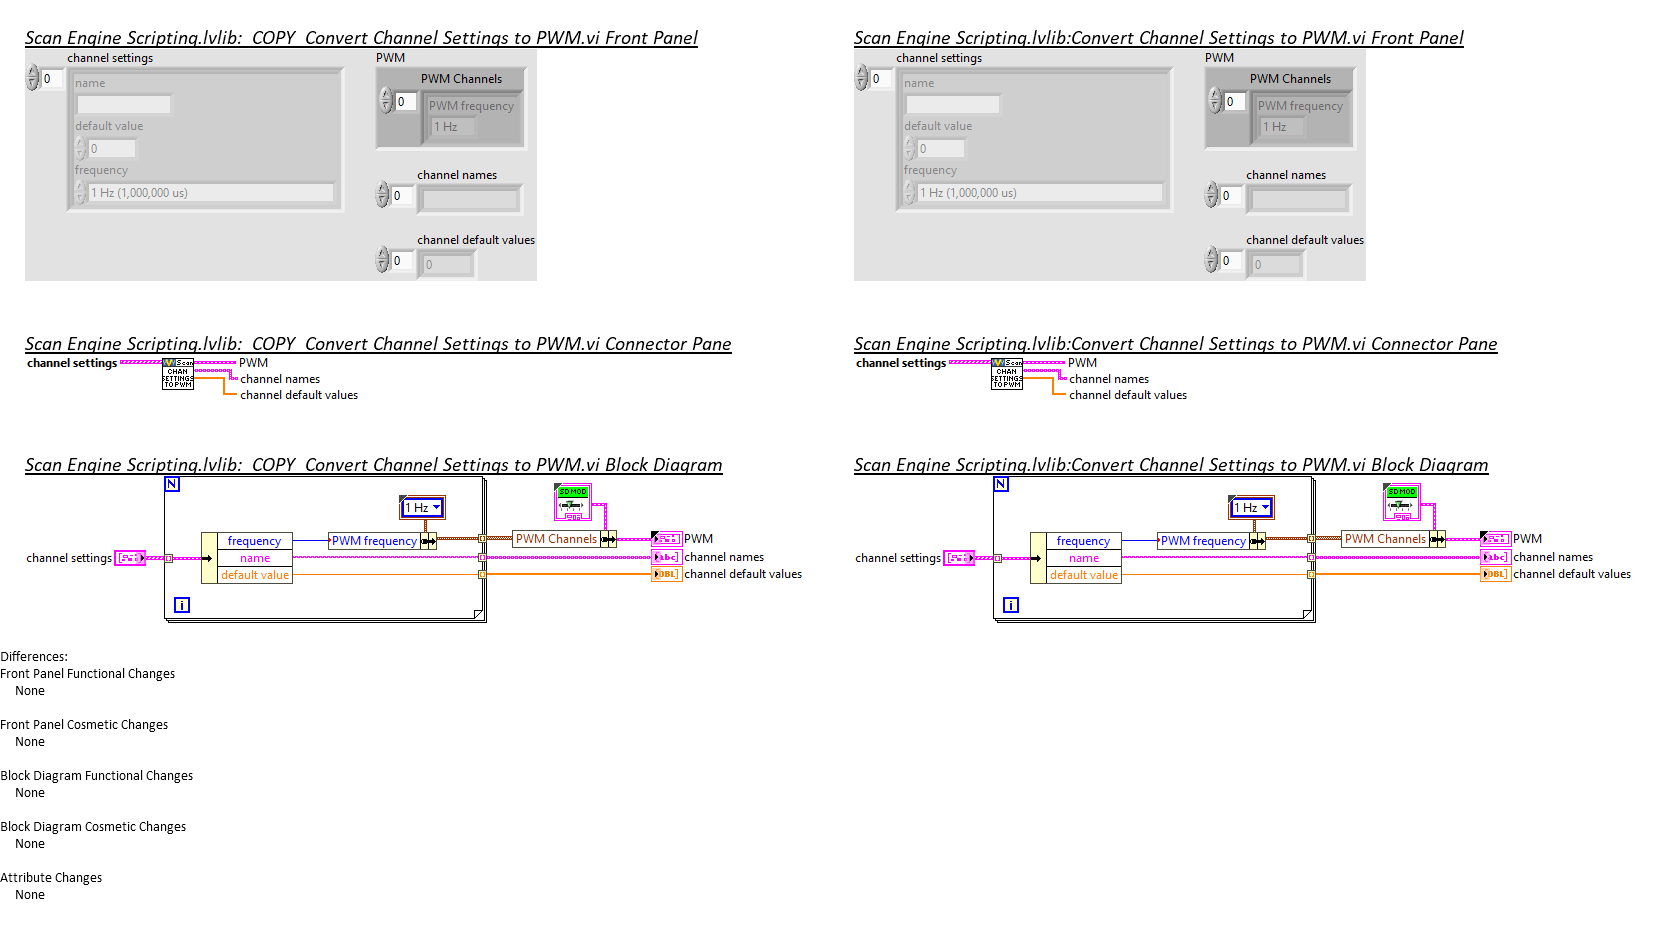 Scan Engine Scripting.lvlib:  COPY  Convert Channel Settings to PWM.vi Front Panel
channel settings
0
name
default value
0
frequency
1 Hz (1,000,000 us)
PWM
PWM Channels
0
PWM frequency
1 Hz
channel names
0
channel default values
0
0
Scan Engine Scripting.lvlib:Convert Channel Settings to PWM.vi Front Panel
channel settings
0
name
default value
0
frequency
1 Hz (1,000,000 us)
PWM
PWM Channels
0
PWM frequency
1 Hz
channel names
0
channel default values
0
0
Scan Engine Scripting.lvlib:  COPY  Convert Channel Settings to PWM.vi Connector Pane
channel settings
Scan
CHAN
SETTINGS
TO PWM
PWM
channel names
channel default values
Scan Engine Scripting.lvlib:Convert Channel Settings to PWM.vi Connector Pane
channel settings
Scan
CHAN
SETTINGS
TO PWM
PWM
channel names
channel default values
Scan Engine Scripting.lvlib:  COPY  Convert Channel Settings to PWM.vi Block Diagram
N
1 Hz
SD MOD
channel settings
frequency
name
default value
PWM frequency
PWM Channels
PWM
abc
channel names
DBL
channel default values
i
Scan Engine Scripting.lvlib:Convert Channel Settings to PWM.vi Block Diagram
N
1 Hz
SD MOD
channel settings
frequency
name
default value
PWM frequency
PWM Channels
PWM
abc
channel names
DBL
channel default values
i
Differences:
Front Panel Functional Changes
None
Front Panel Cosmetic Changes
None
Block Diagram Functional Changes
None
Block Diagram Cosmetic Changes
None
Attribute Changes
None